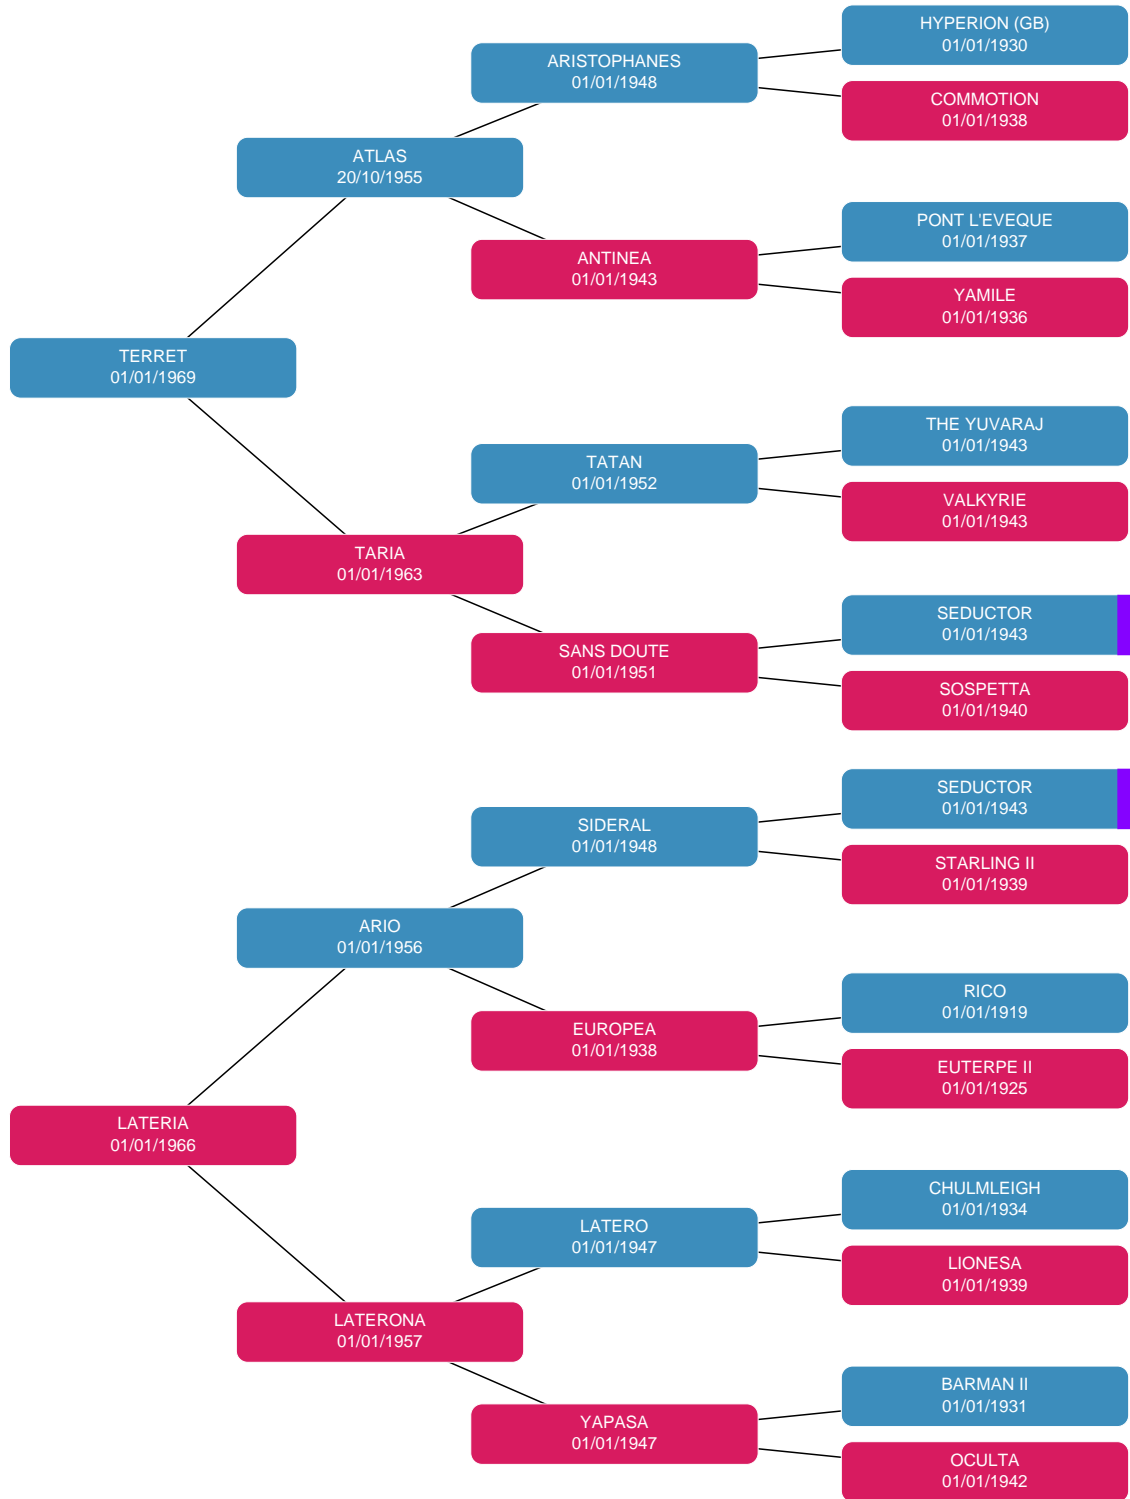 HYPERION (GB)
01/01/1930
ARISTOPHANES
01/01/1948
COMMOTION
01/01/1938
ATLAS
20/10/1955
PONT L'EVEQUE
01/01/1937
ANTINEA
01/01/1943
YAMILE
01/01/1936
TERRET
01/01/1969
THE YUVARAJ
01/01/1943
TATAN
01/01/1952
VALKYRIE
01/01/1943
TARIA
01/01/1963
SEDUCTOR
01/01/1943
SANS DOUTE
01/01/1951
SOSPETTA
01/01/1940
SEDUCTOR
01/01/1943
SIDERAL
01/01/1948
STARLING II
01/01/1939
ARIO
01/01/1956
RICO
01/01/1919
EUROPEA
01/01/1938
EUTERPE II
01/01/1925
LATERIA
01/01/1966
CHULMLEIGH
01/01/1934
LATERO
01/01/1947
LIONESA
01/01/1939
LATERONA
01/01/1957
BARMAN II
01/01/1931
YAPASA
01/01/1947
OCULTA
01/01/1942